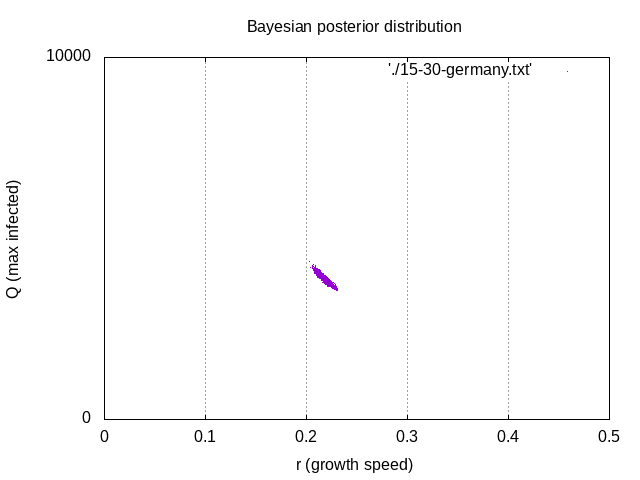 Bayesian posterior distribution
10000
'./15-30-germany.txt'
Q (max infected)
0
0 0.1 0.2 0.3 0.4 0.5
r (growth speed)